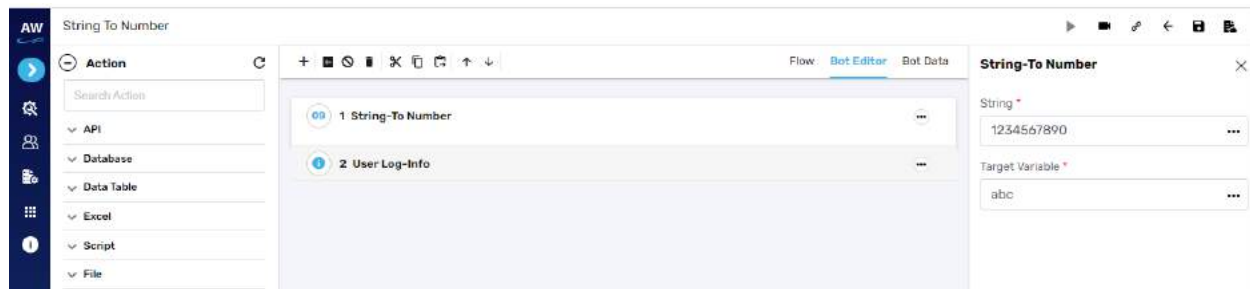 AW
String To Number
Action
Search Action
API
Database
Data Table
Excel
Script
File
Flow Bot Editor Bot Data
1 String-To Number
2 User Log-Info
String-To Number
String *
1234567890
Target Variable *
abc